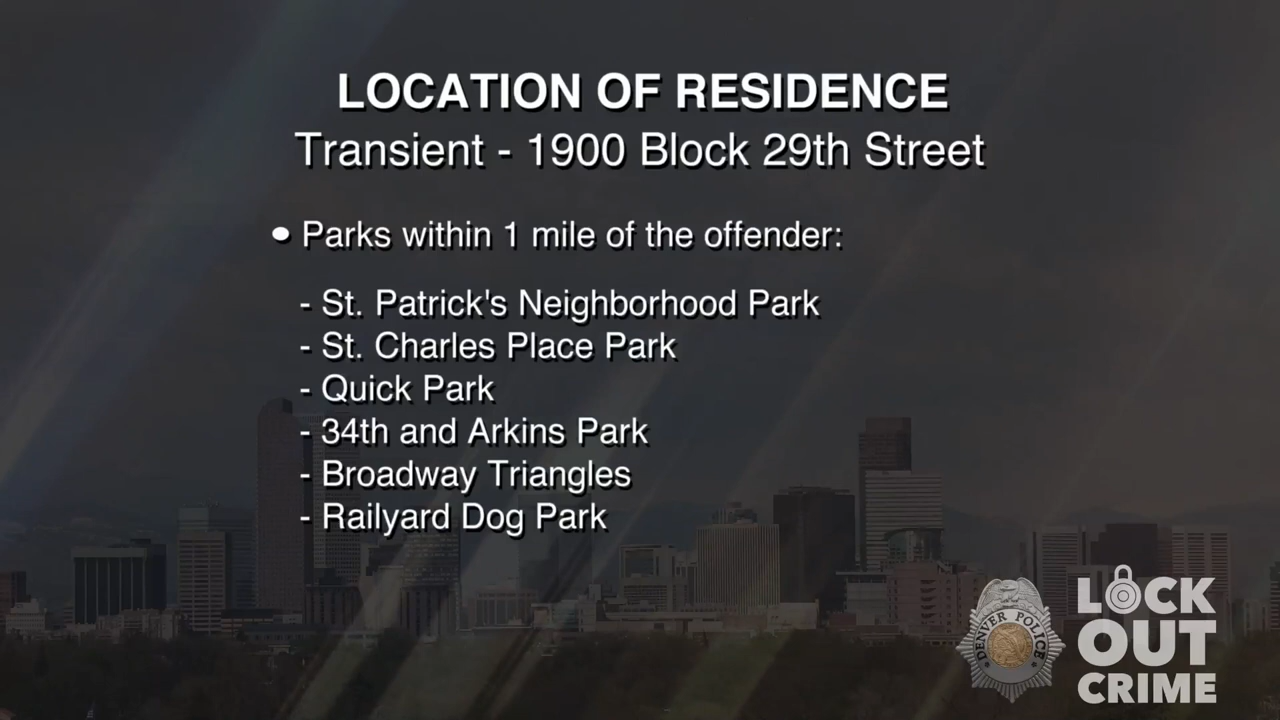 LOCATION OF RESIDENCE
Transient - 1900 Block 29th Street
• Parks within 1 mile of the offender:
- St. Patrick's Neighborhood Park
- St. Charles Place Park
- Quick Park
- 34th and Arkins Park
- Broadway Triangles
- Railyard Dog Park
DENVER POLICE
LOCK
OUT
CRIME